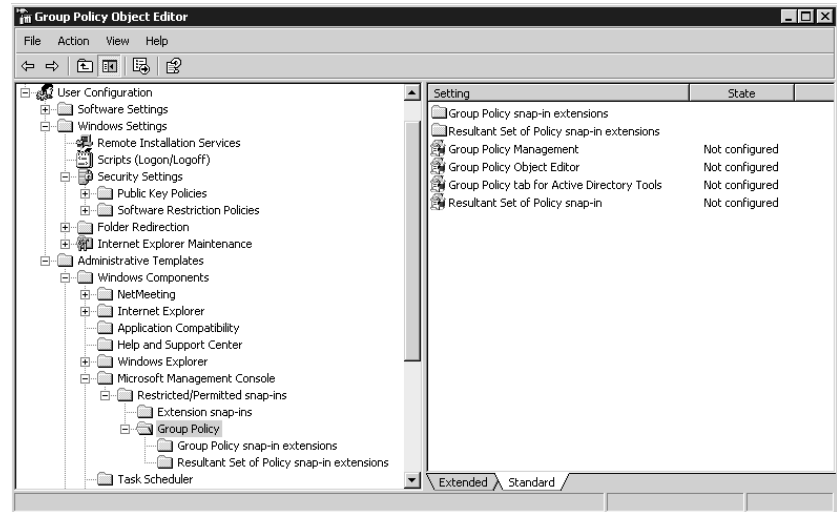 Group Policy Object Editor
File Action View Help
User Configuration
Software Settings
Windows Settings
Remote Installation Services
Scripts (Logon/Logoff)
Security Settings
Public Key Policies
Software Restriction Policies
Folder Redirection
Internet Explorer Maintenance
Administrative Templates
Windows Components
NetMeeting
Internet Explorer
Application Compatibility
Help and Support Center
Windows Explorer
Microsoft Management Console
Restricted/Permitted snap-ins
Extension snap-ins
Group Policy
Group Policy snap-in extensions
Resultant Set of Policy snap-in extensions
Task Scheduler
Setting State
Group Policy snap-in extensions
Resultant Set of Policy snap-in extensions
Group Policy Management Not configured
Group Policy Object Editor Not configured
Group Policy tab for Active Directory Tools Not configured
Resultant Set of Policy snap-in Not configured
Extended Standard